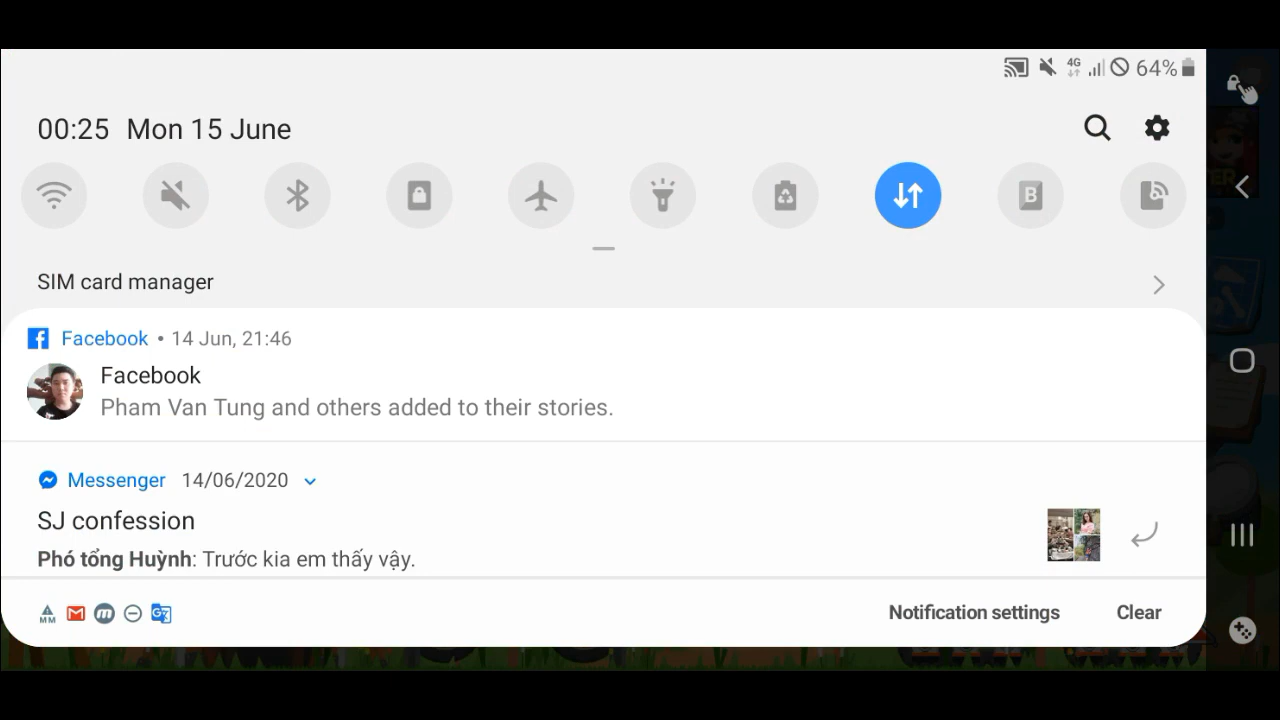 4G 64%
00:25 Mon 15 June
SIM card manager
Facebook • 14 Jun, 21:46
Facebook
Pham Van Tung and others added to their stories.
Messenger 14/06/2020
SJ confession
Phó tổng Huỳnh: Trước kia em thấy vậy.
Notification settings Clear